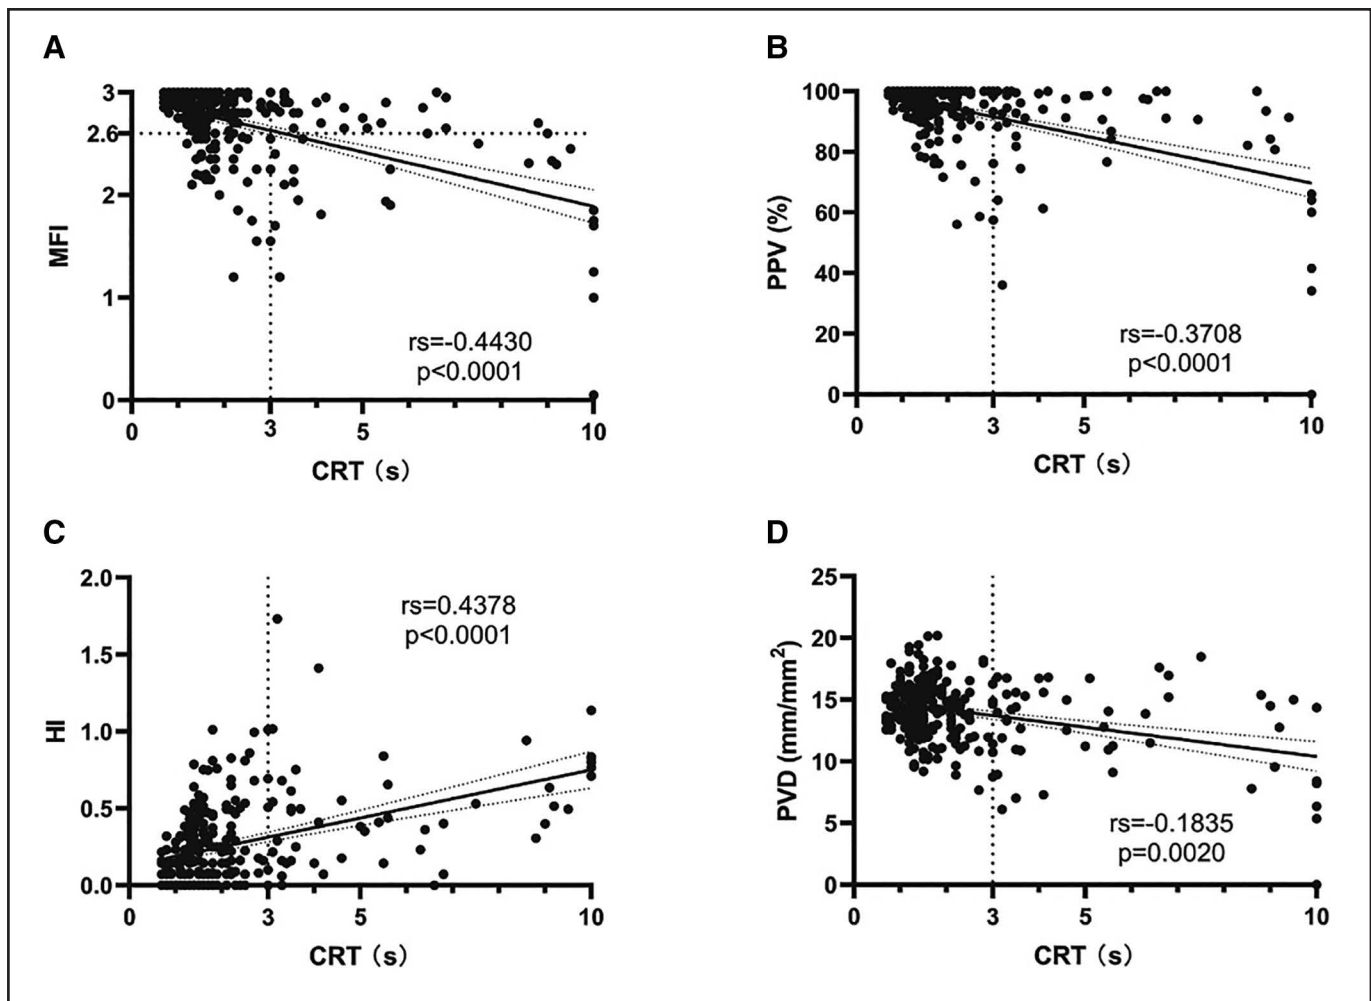 A
3
2.6
2
1
0
MFI
rs=-0.4430
p<0.0001
0
3
5
10
CRT (s)
B
100
80
60
40
20
0
PPV (%)
rs=-0.3708
p<0.0001
0
3
5
10
CRT (s)
C
2.0
1.5
1.0
0.5
0.0
HI
rs=0.4378
p<0.0001
0
3
5
10
CRT (s)
D
25
20
15
10
5
0
PVD (mm/mm²)
rs=-0.1835
p=0.0020
0
3
5
10
CRT (s)